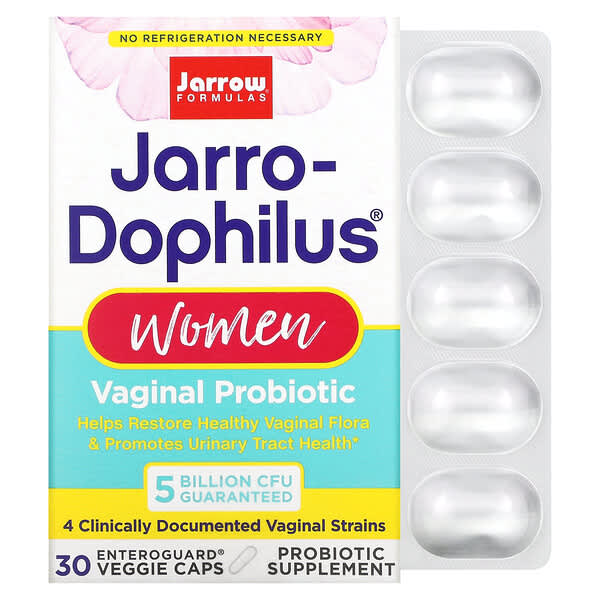 NO REFRIGERATION NECESSARY
Jarrow
FORMULAS®
Jarro-
Dophilus®
Women
Vaginal Probiotic
Helps Restore Healthy Vaginal Flora
& Promotes Urinary Tract Health*
5 BILLION CFU
GUARANTEED
4 Clinically Documented Vaginal Strains
30 ENTEROGUARD®
VEGGIE CAPS
PROBIOTIC
SUPPLEMENT